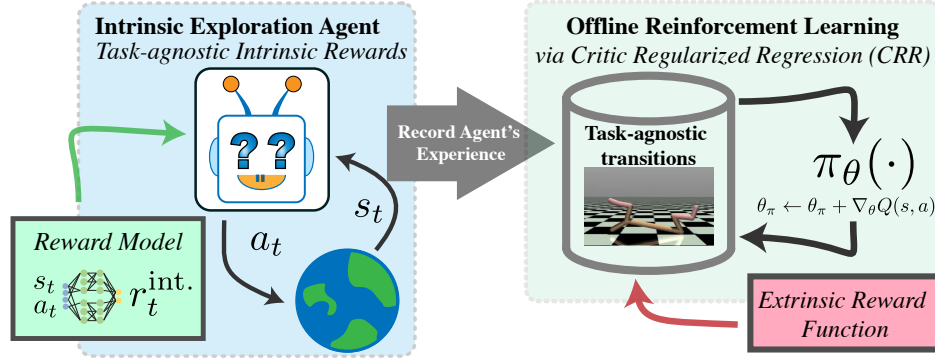 Intrinsic Exploration Agent
Task-agnostic Intrinsic Rewards
? ?
a_t
s_t
Reward Model
s_t
a_t
r_t^{int.}
Record Agent's
Experience
Offline Reinforcement Learning
via Critic Regularized Regression (CRR)
Task-agnostic
transitions
π_θ(·)
θ_π ← θ_π + ∇_θ Q(s, a)
Extrinsic Reward
Function